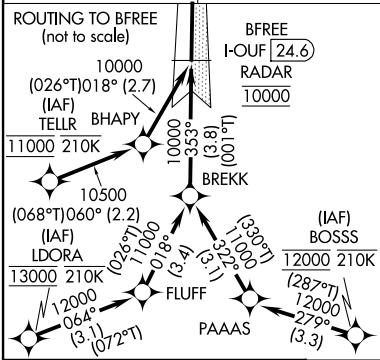 ROUTING TO BFREE
(not to scale)
BFREE
I-OUF 24.6
RADAR
10000
10000
(026°T) 018° (2.7)
(IAF)
TELLR
11000 210K
BHAPY
10500
(068°T) 060° (2.2)
10000
353°
(3.8)
(001°T)
BREKK
(IAF)
LDORA
13000 210K
12000
064°
(3.1)
(072°T)
(026°T)
11000
018°
(3.4)
FLUFF
(330°T)
11000
322°
(3.1)
PAAAS
(IAF)
BOSSS
12000 210K
(287°T)
12000
279°
(3.3)